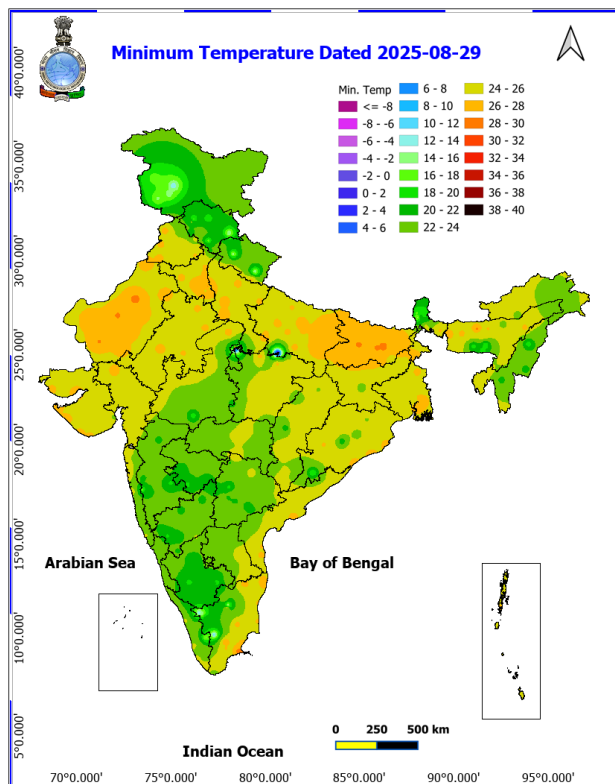 Minimum Temperature Dated 2025-08-29
Min. Temp
<= -8
-8 - -6
-6 - -4
-4 - -2
-2 - 0
0 - 2
2 - 4
4 - 6
6 - 8
8 - 10
10 - 12
12 - 14
14 - 16
16 - 18
18 - 20
20 - 22
22 - 24
24 - 26
26 - 28
28 - 30
30 - 32
32 - 34
34 - 36
36 - 38
38 - 40
40°0.000'
35°0.000'
30°0.000'
25°0.000'
20°0.000'
15°0.000'
10°0.000'
5°0.000'
Arabian Sea
Bay of Bengal
Indian Ocean
0 250 500 km
70°0.000' 75°0.000' 80°0.000' 85°0.000' 90°0.000' 95°0.000'